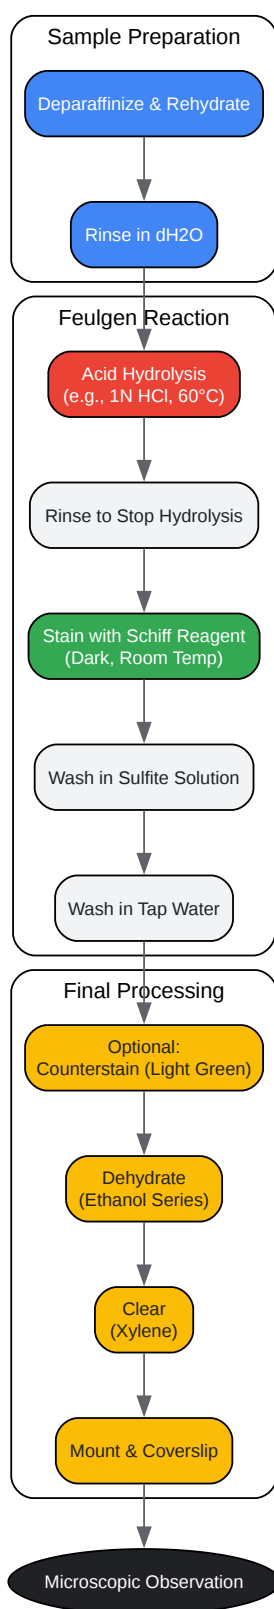 Sample Preparation
Deparaffinize & Rehydrate
Rinse in dH2O
Feulgen Reaction
Acid Hydrolysis
(e.g., 1N HCl, 60°C)
Rinse to Stop Hydrolysis
Stain with Schiff Reagent
(Dark, Room Temp)
Wash in Sulfite Solution
Wash in Tap Water
Final Processing
Optional:
Counterstain (Light Green)
Dehydrate
(Ethanol Series)
Clear
(Xylene)
Mount & Coverslip
Microscopic Observation